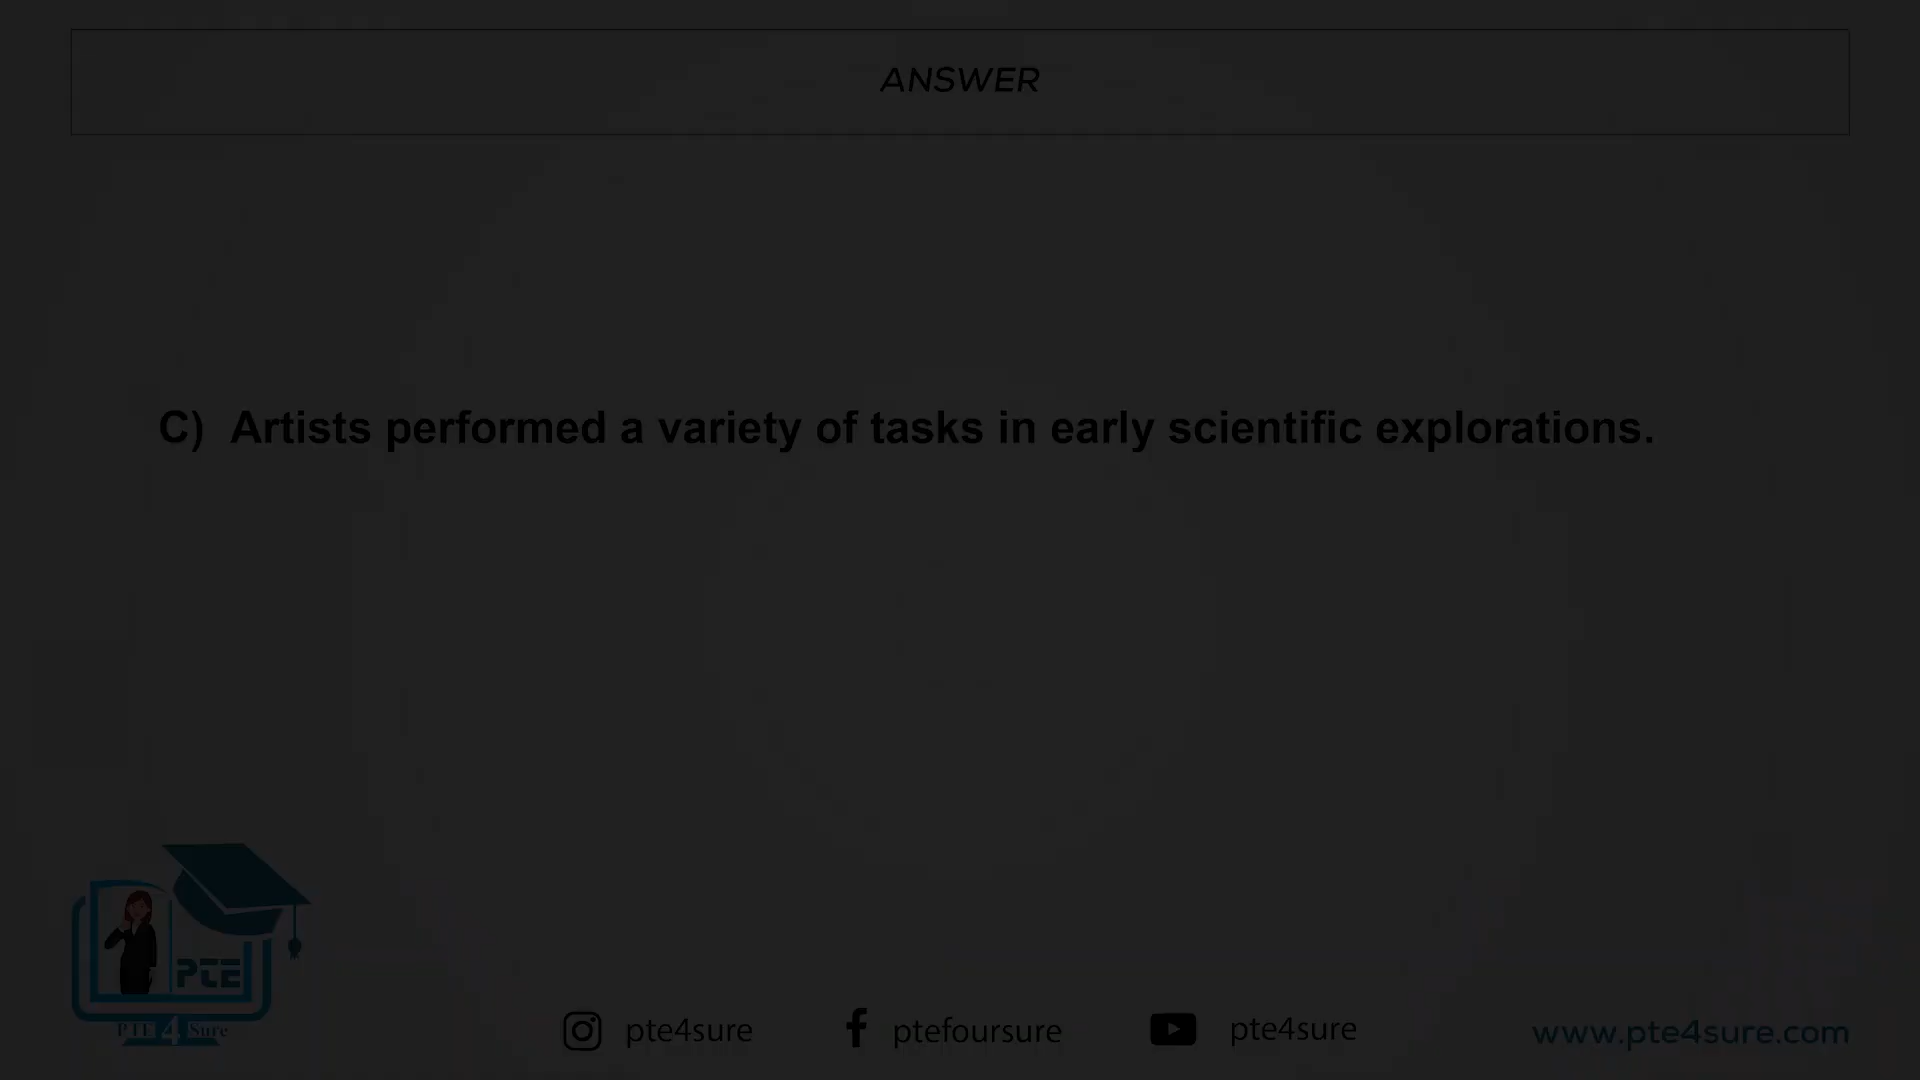 ANSWER
C) Artists performed a variety of tasks in early scientific explorations.
PTE
PTE 4 Sure
pte4sure
ptefoursure
pte4sure
www.pte4sure.com